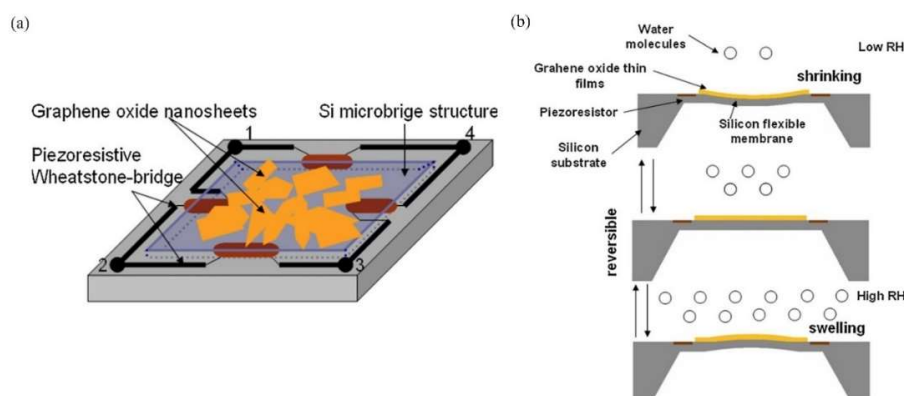 (a)
Graphene oxide nanosheets
Si microbrige structure
Piezoresistive
Wheatstone-bridge
1
4
2
3
(b)
Water
molecules
Low RH
Grahene oxide thin
films
shrinking
Piezoresistor
Silicon flexible
membrane
Silicon
substrate
reversible
High RH
swelling